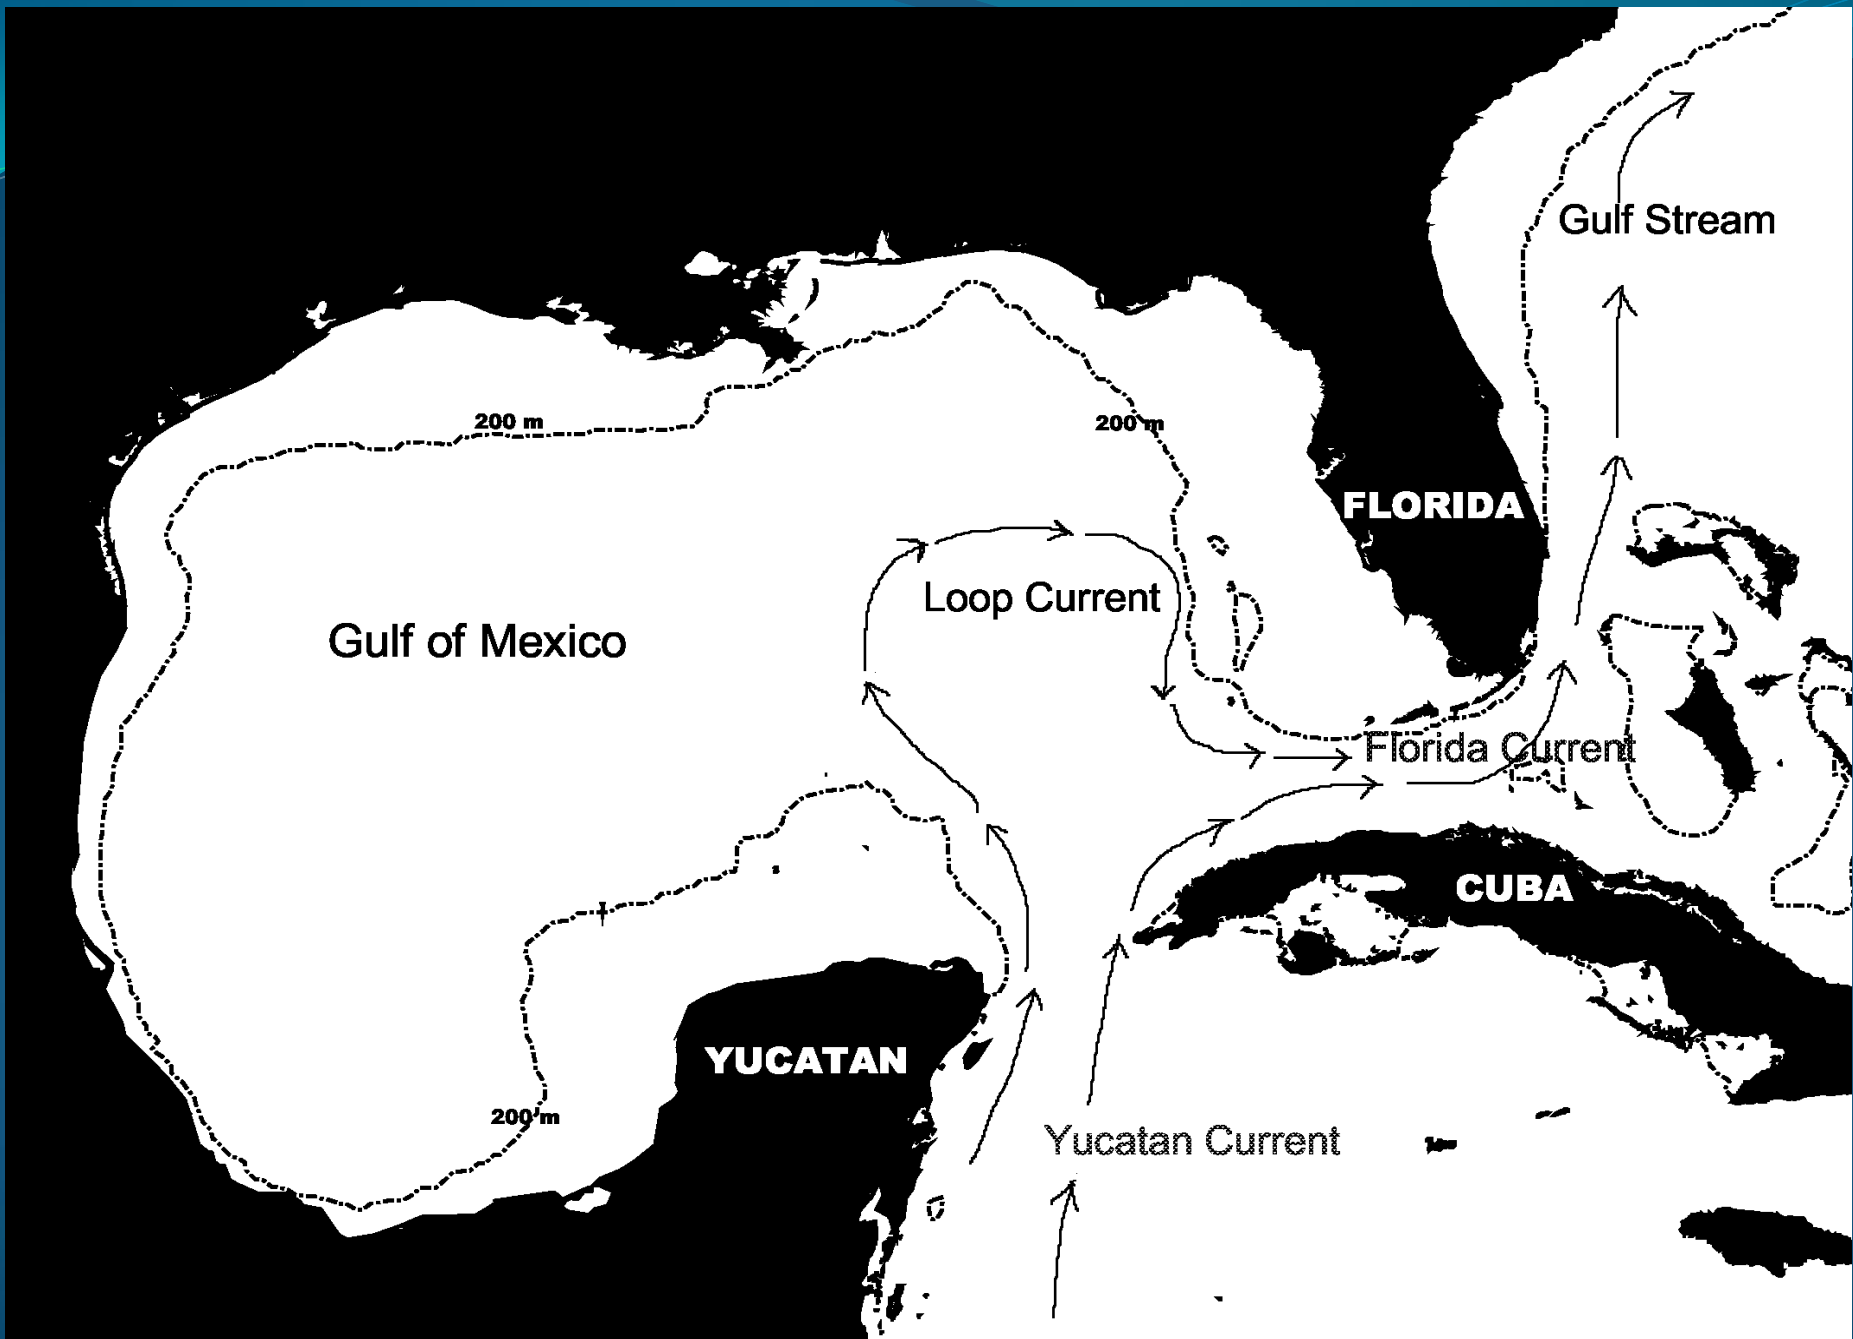 Gulf Stream
200 m
200 m
FLORIDA
Loop Current
Gulf of Mexico
Florida Current
CUBA
YUCATAN
200 m
Yucatan Current